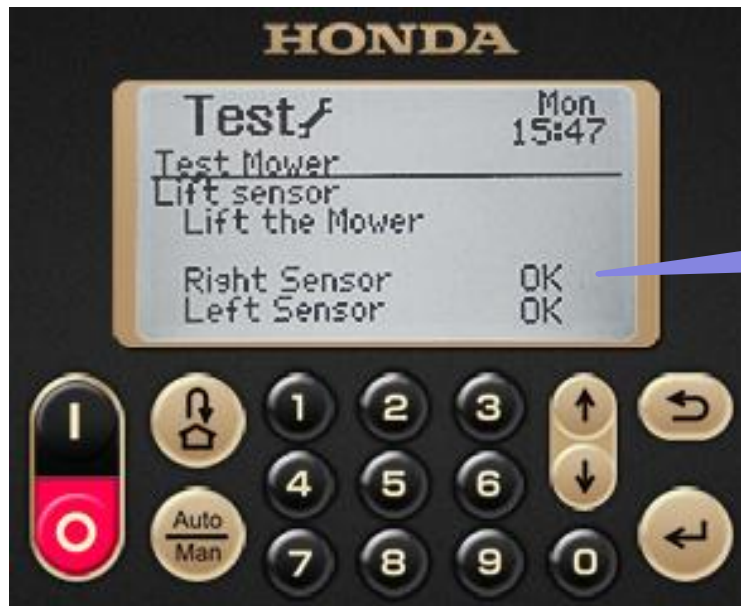 HONDA
Test
Mon
15:47
Test Mower
Lift sensor
Lift the Mower
Right Sensor OK
Left Sensor OK
I
1 2 3
4 5 6
O
Auto
Man
7 8 9 0